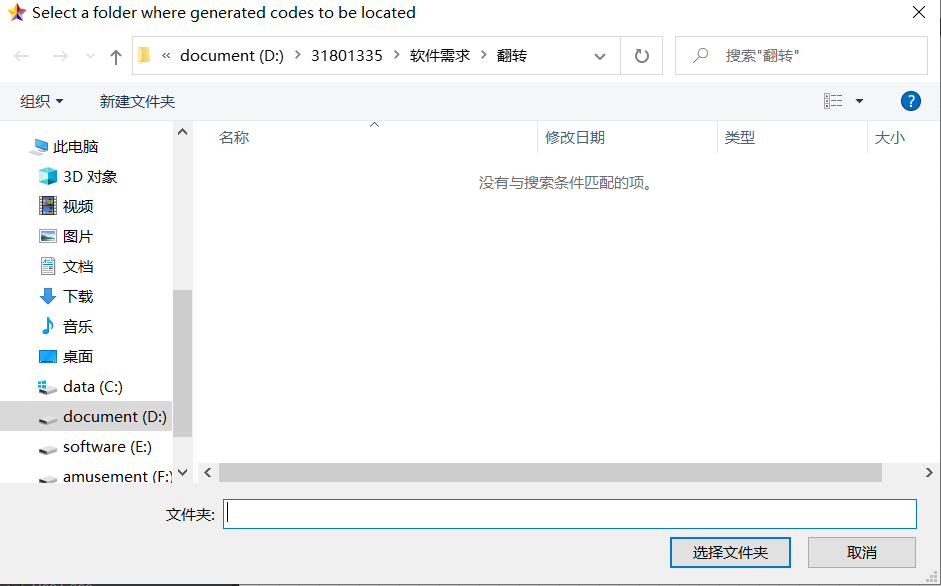 Select a folder where generated codes to be located
« document (D:) > 31801335 > 软件需求 > 翻转
搜索"翻转"
组织
新建文件夹
?
名称
修改日期
类型
大小
没有与搜索条件匹配的项。
此电脑
3D 对象
视频
图片
文档
下载
音乐
桌面
data (C:)
document (D:)
software (E:)
amusement (F:)
文件夹:
选择文件夹
取消